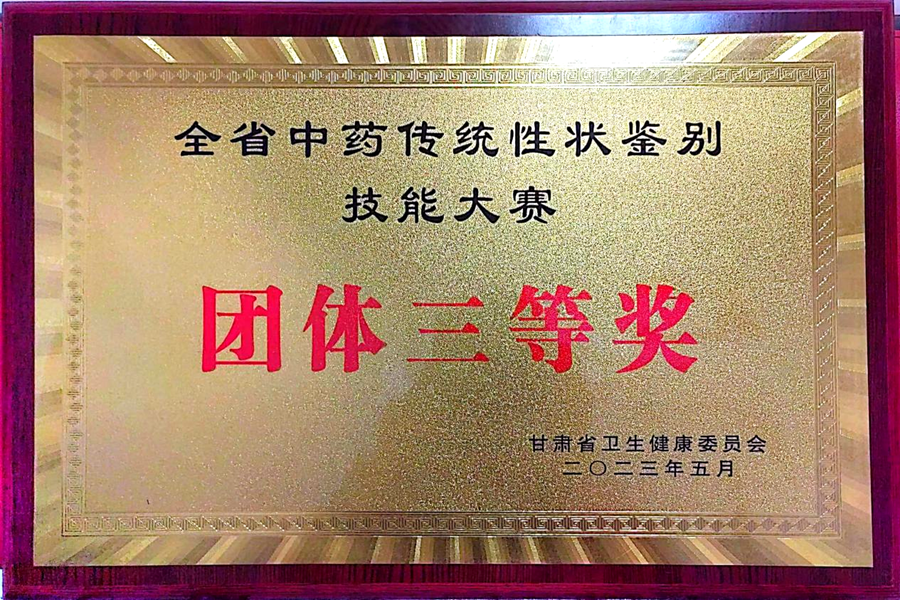 全省中药传统性状鉴别
技能大赛
团体三等奖
甘肃省卫生健康委员会
二〇二三年五月